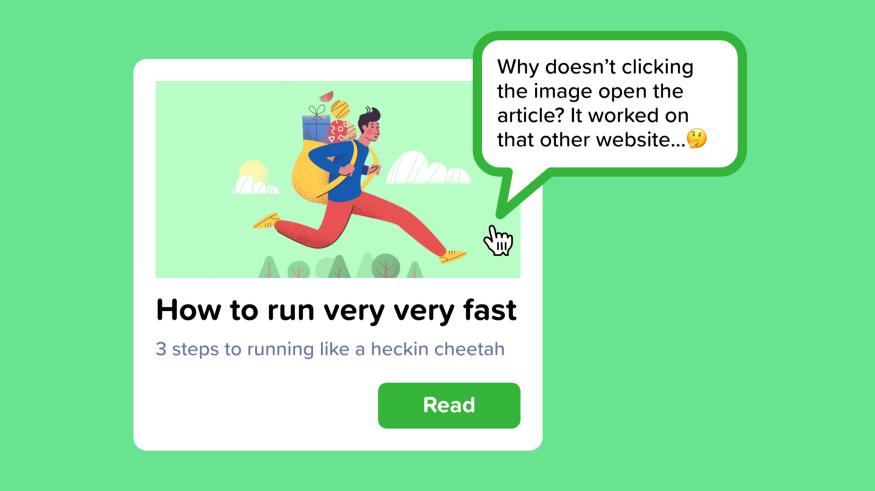 Why doesn’t clicking
the image open the
article? It worked on
that other website...🤔
How to run very very fast
3 steps to running like a heckin cheetah
Read